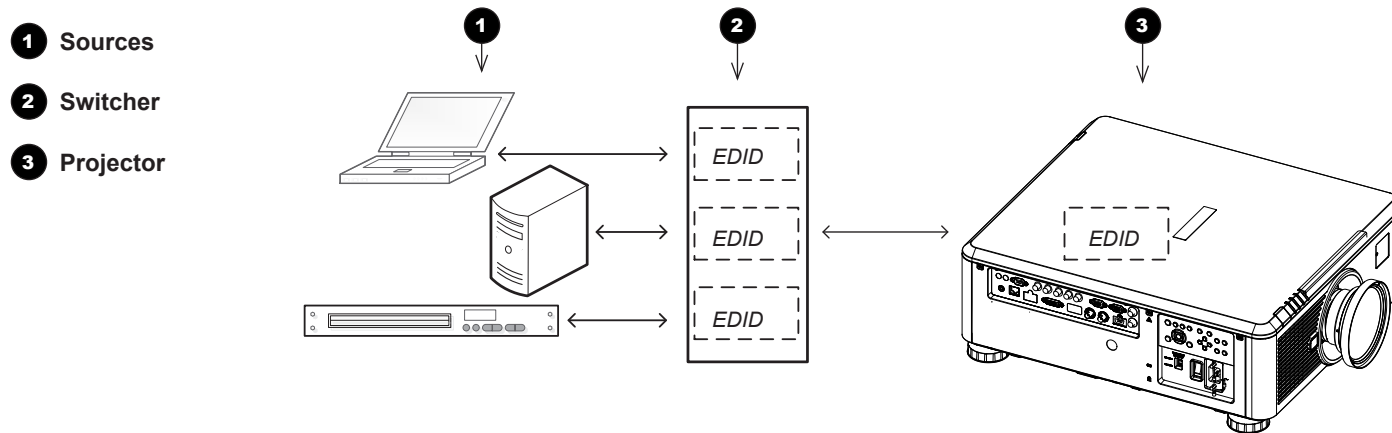 1 Sources
2 Switcher
3 Projector
1
2
3
EDID
EDID
EDID
EDID